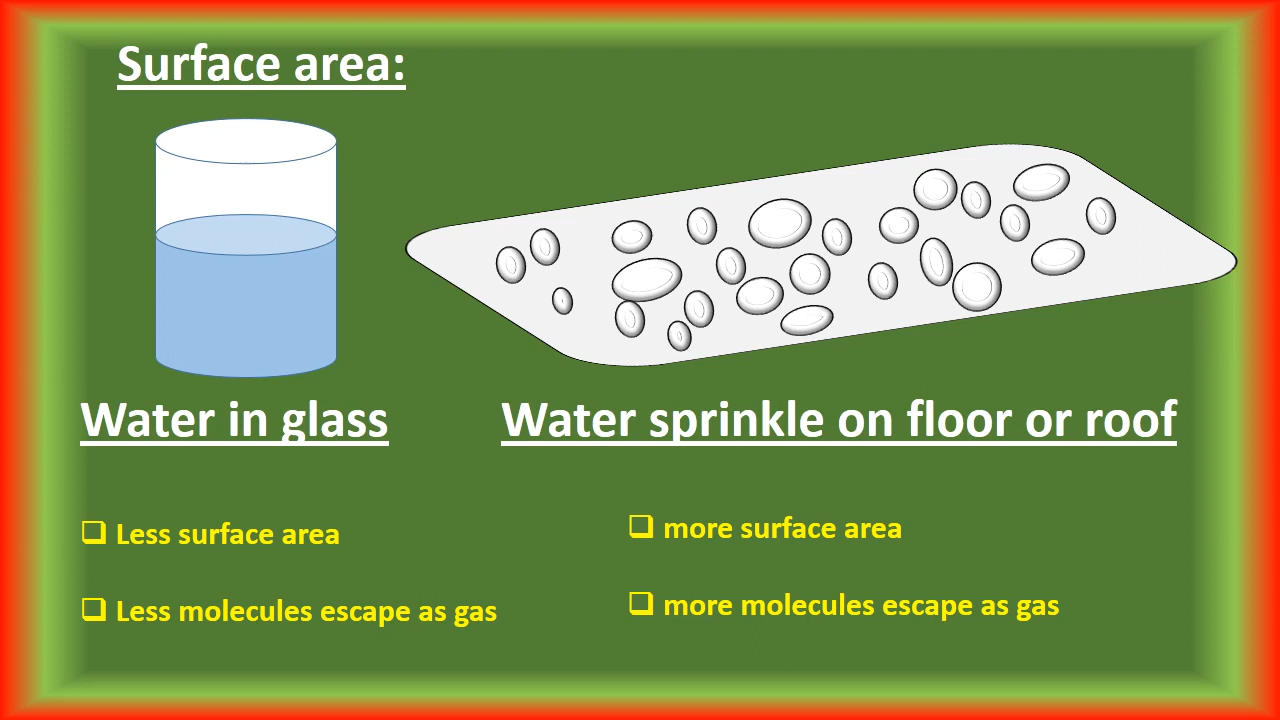 Surface area:
Water in glass
Water sprinkle on floor or roof
❑ Less surface area
❑ Less molecules escape as gas
❑ more surface area
❑ more molecules escape as gas